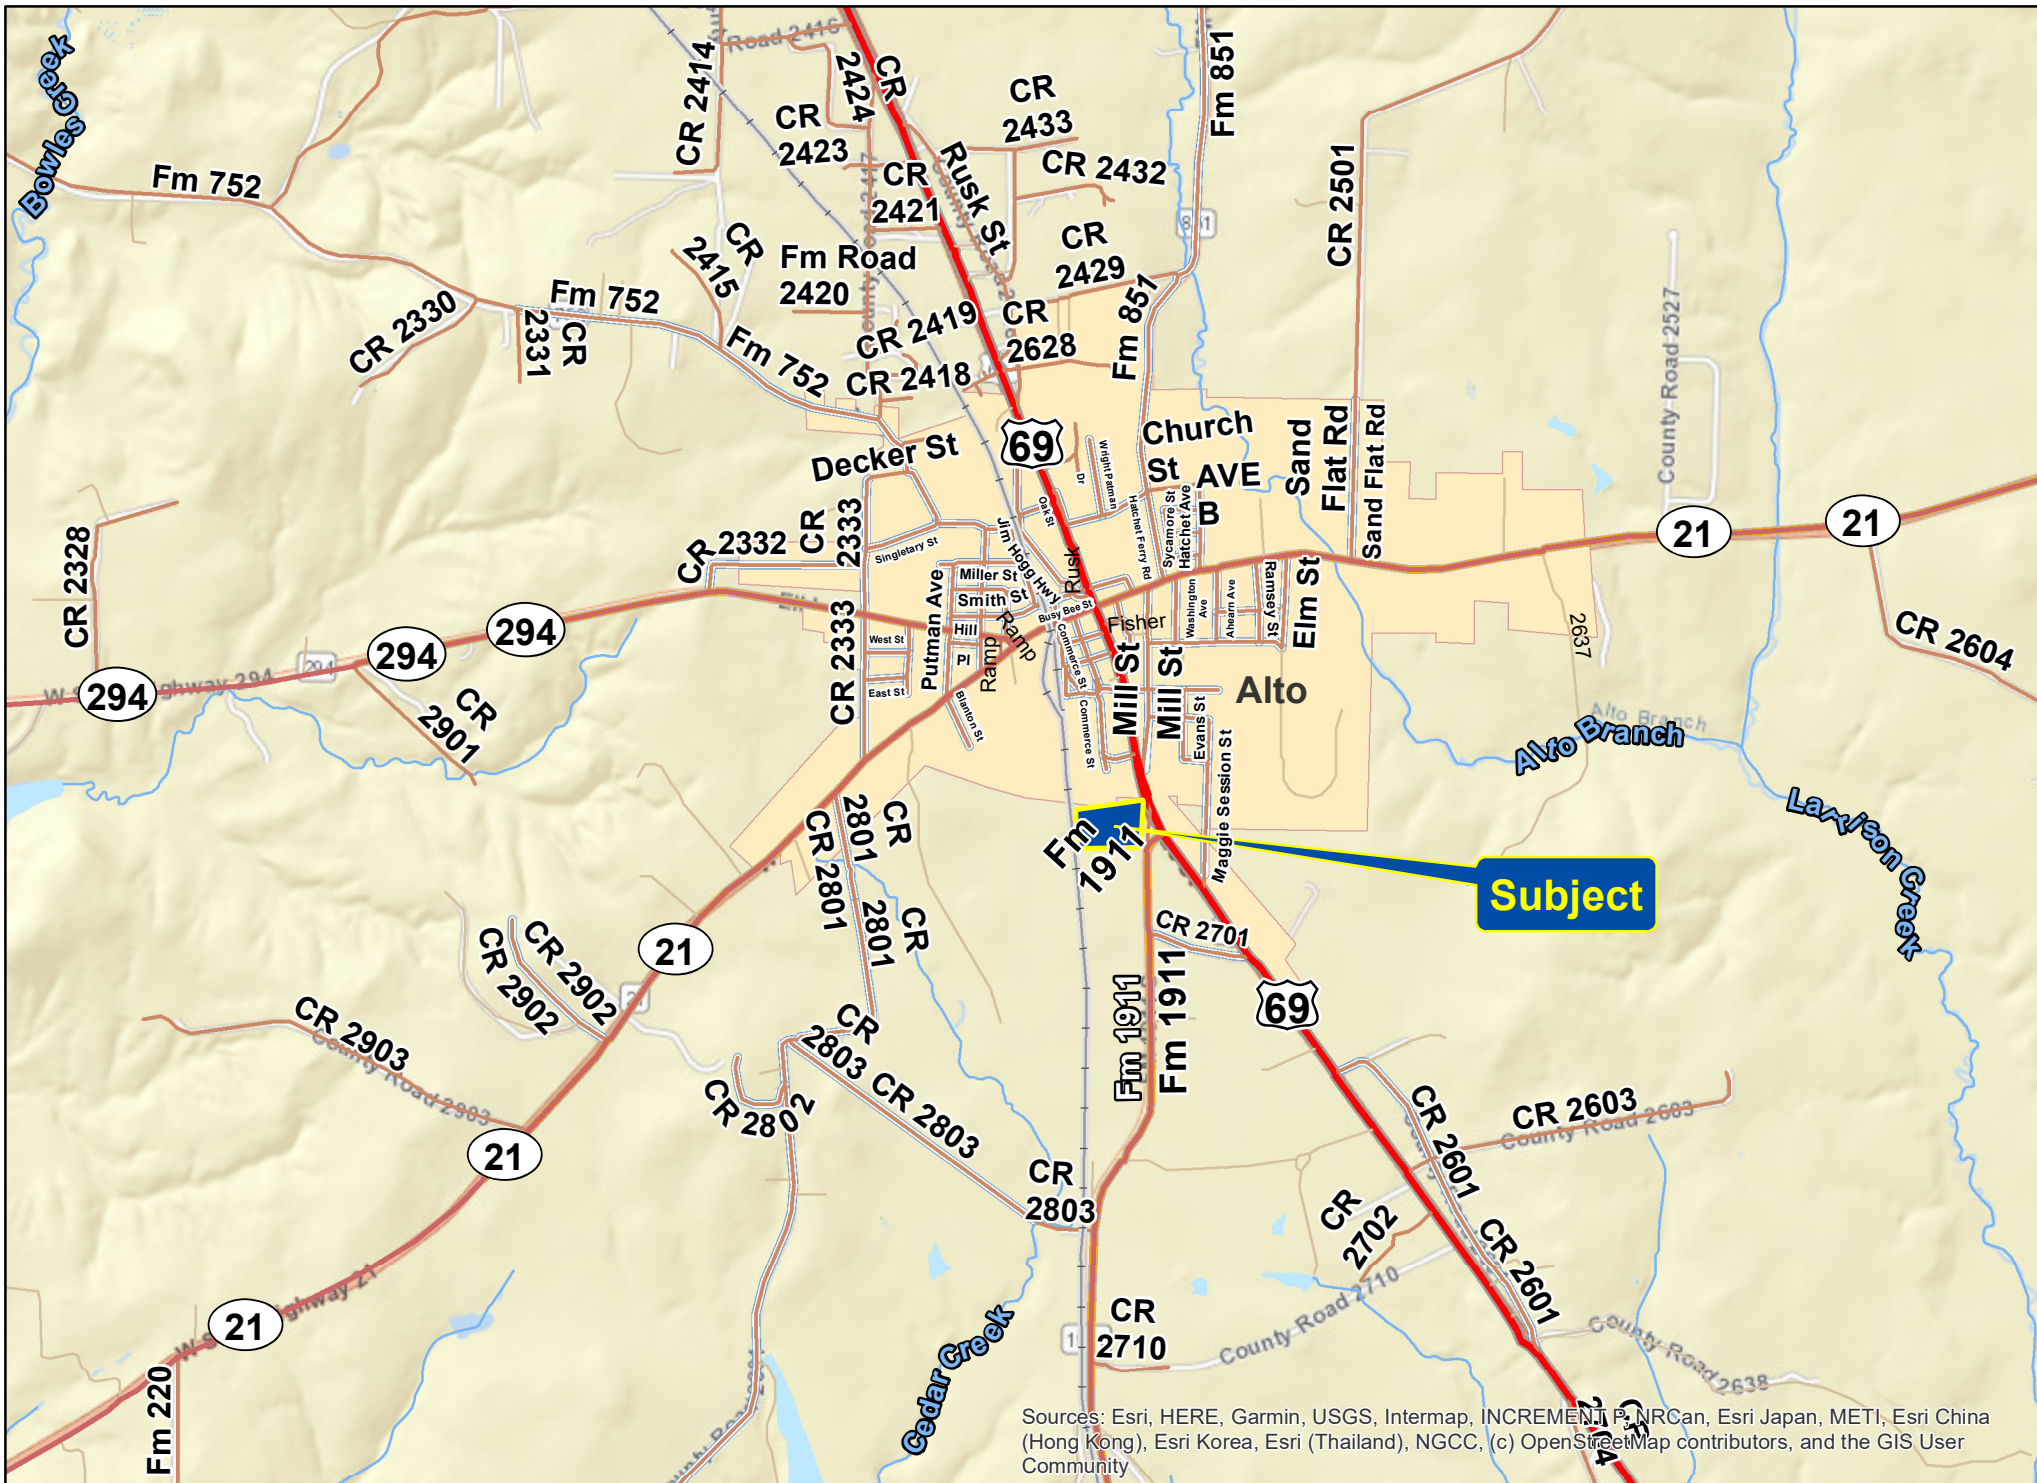 Bowles Creek
Road 2416
CR 2414
CR
2424
CR
Fm 851
CR
2433
CR
2423
CR 2432
Rusk St
CR
2421
Fm 752
CR 2501
CR
2415
Fm Road
2420
CR
2429
Fm 752
CR 2330
CR
2331
Fm 752
CR 2419
CR
2628
Fm 851
CR 2418
County Road 2527
69
Decker St
Church
St
AVE
B
Sand
Flat Rd
Sand Flat Rd
Dr
Wright Patman
Oak St
Hatchet Ferry Rd
Sycamore St
Hatchet Ave
21
21
CR 2328
CR 2332
CR
2333
Singletary St
Jim Hogg Hwy
Rusk
Miller St
Smith St
Busy Bee St
Putman Ave
Hill
Pl
Ramp
Ramp
Fisher
Washington
Ave
Ahearn Ave
Ramsey St
Elm St
2637
CR 2604
294
294
294
294
CR 2333
West St
East St
Blanton St
Commerce St
Commerce St
Mill St
Mill St
Evans St
Maggie Session St
Alto
CR
2901
Alto Branch
Alto Branch
Larrison Creek
CR
2801
CR 2801
Fm
1911
Subject
CR
2801
CR 2701
21
21
CR 2902
CR 2902
Fm 1911
Fm 1911
69
CR 2903
County Road 2903
CR
2803
CR 2802
CR 2803
CR 2601
CR 2603
County Road 2603
21
CR
2803
CR
2702
CR 2601
W S
ghway 21
21
Fm 220
Cedar Creek
CR
2710
County Road 2710
County Road 2638
CR
2704
Sources: Esri, HERE, Garmin, USGS, Intermap, INCREMENT P, NRCan, Esri Japan, METI, Esri China
(Hong Kong), Esri Korea, Esri (Thailand), NGCC, (c) OpenStreetMap contributors, and the GIS User
Community